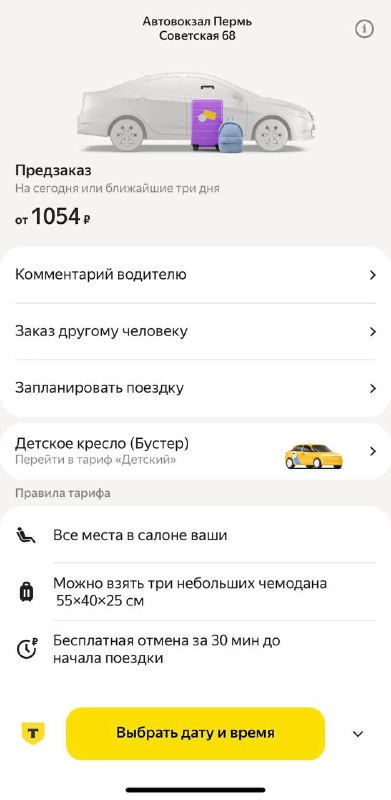 Автовокзал Пермь
Советская 68
i
Предзаказ
На сегодня или ближайшие три дня
от 1054 ₽
Комментарий водителю
Заказ другому человеку
Запланировать поездку
Детское кресло (Бустер)
Перейти в тариф «Детский»
Правила тарифа
Все места в салоне ваши
Можно взять три небольших чемодана
55×40×25 см
₽
Бесплатная отмена за 30 мин до
начала поездки
Т
Выбрать дату и время